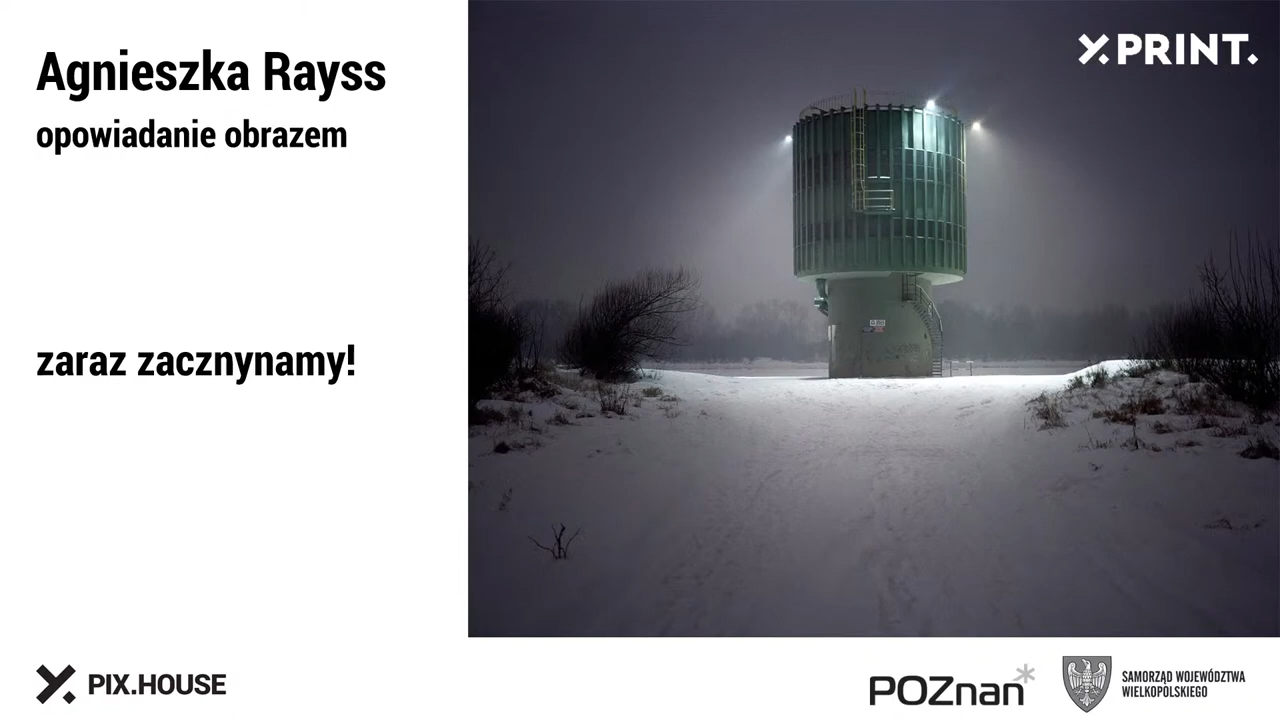 Agnieszka Rayss
opowiadanie obrazem
zaraz zacznynamy!
PRINT.
PIX.HOUSE
POZnan*
SAMORZĄD WOJEWÓDZTWA
WIELKOPOLSKIEGO